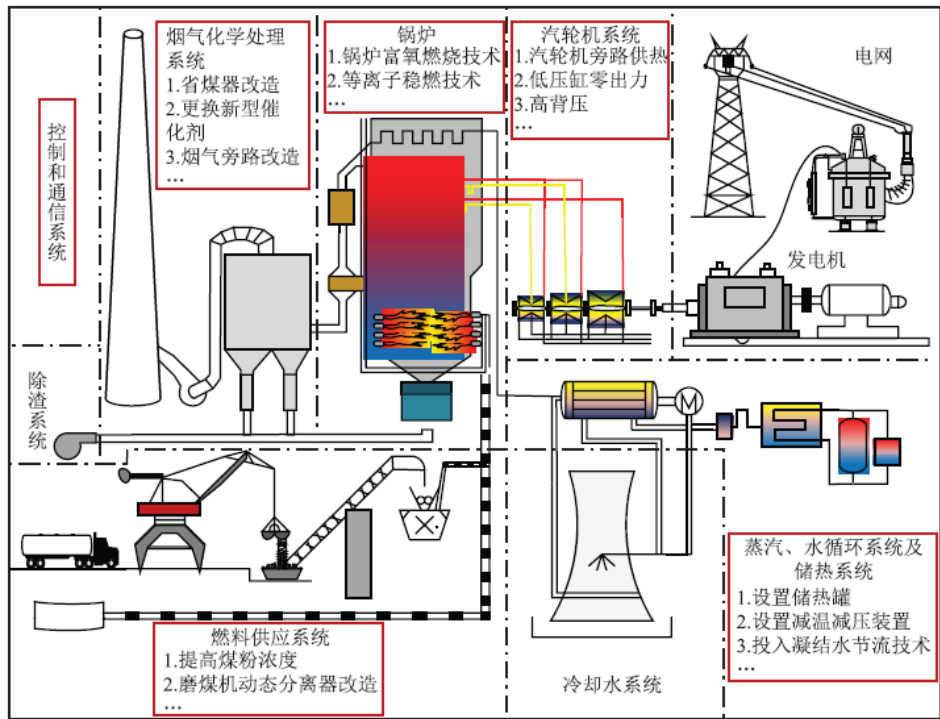 烟气化学处理
系统
1.省煤器改造
2.更换新型催
化剂
3.烟气旁路改造
…
锅炉
1.锅炉富氧燃烧技术
2.等离子稳燃技术
…
汽轮机系统
1.汽轮机旁路供热
2.低压缸零出力
3.高背压
…
电网
控制和通信系统
发电机
除渣系统
M
蒸汽、水循环系统及
储热系统
1.设置储热罐
2.设置减温减压装置
3.投入凝结水节流技术
…
燃料供应系统
1.提高煤粉浓度
2.磨煤机动态分离器改造
…
冷却水系统